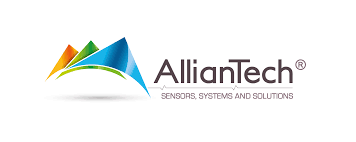 AllianTech®
SENSORS, SYSTEMS AND SOLUTIONS